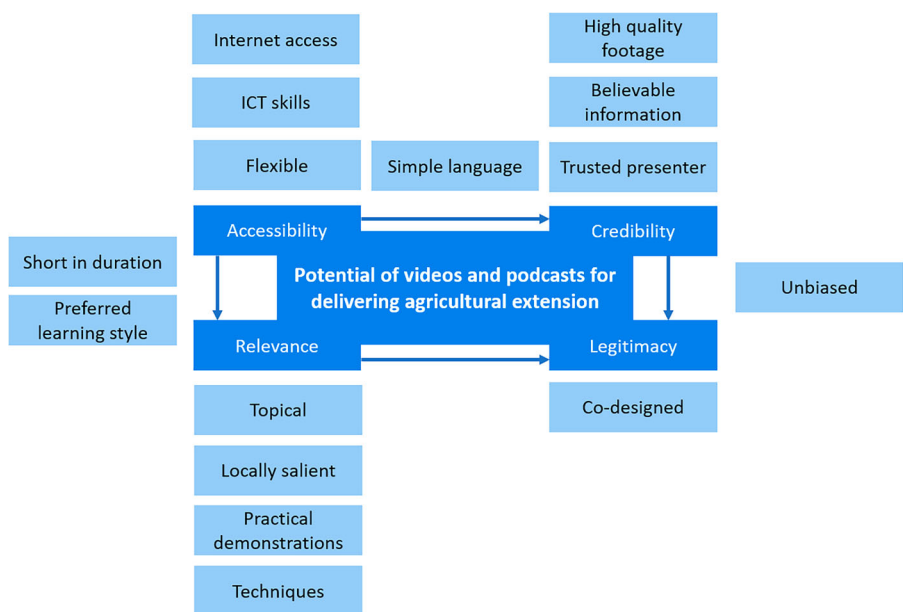 Internet access
High quality
footage
ICT skills
Believable
information
Flexible
Simple language
Trusted presenter
Accessibility
Credibility
Short in duration
Potential of videos and podcasts for
delivering agricultural extension
Unbiased
Preferred
learning style
Relevance
Legitimacy
Topical
Co-designed
Locally salient
Practical
demonstrations
Techniques